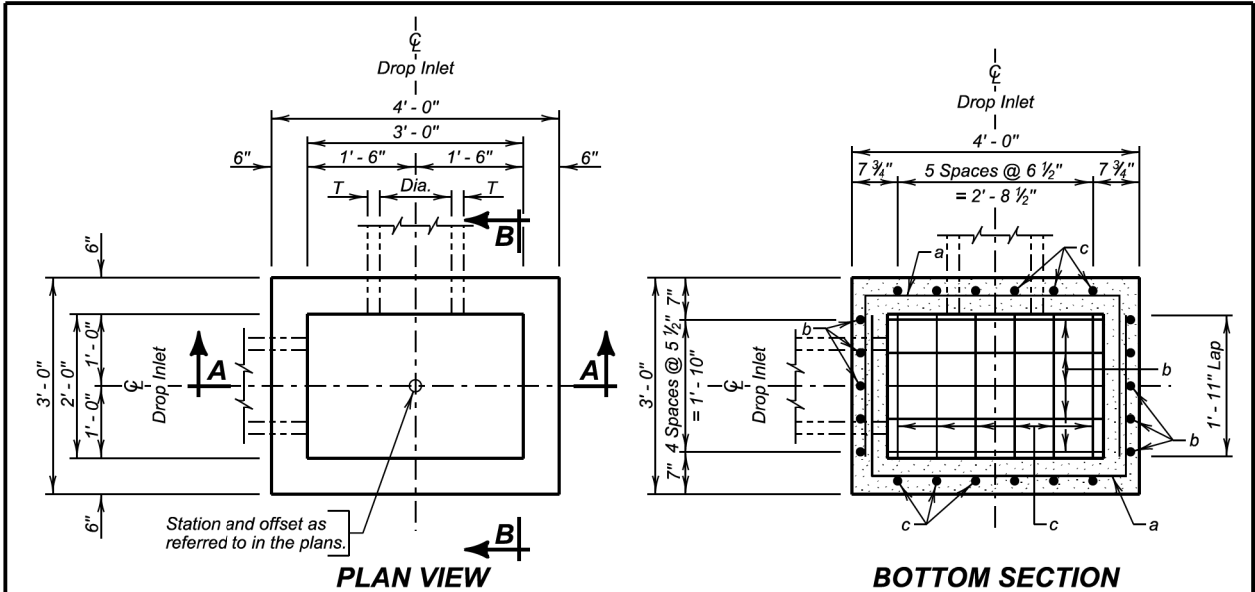 ℄
Drop Inlet
4' - 0"
3' - 0"
6"
1' - 6"
1' - 6"
6"
T
Dia.
T
B
6"
3' - 0"
2' - 0"
1' - 0"
1' - 0"
℄
Drop Inlet
A
A
6"
Station and offset as
referred to in the plans.
B
PLAN VIEW
℄
Drop Inlet
4' - 0"
7 ¾"
5 Spaces @ 6 ½"
= 2' - 8 ½"
7 ¾"
a
c
3' - 0"
7"
4 Spaces @ 5 ½"
= 1' - 10"
7"
b
℄
Drop Inlet
b
1' - 11" Lap
b
c
c
a
BOTTOM SECTION